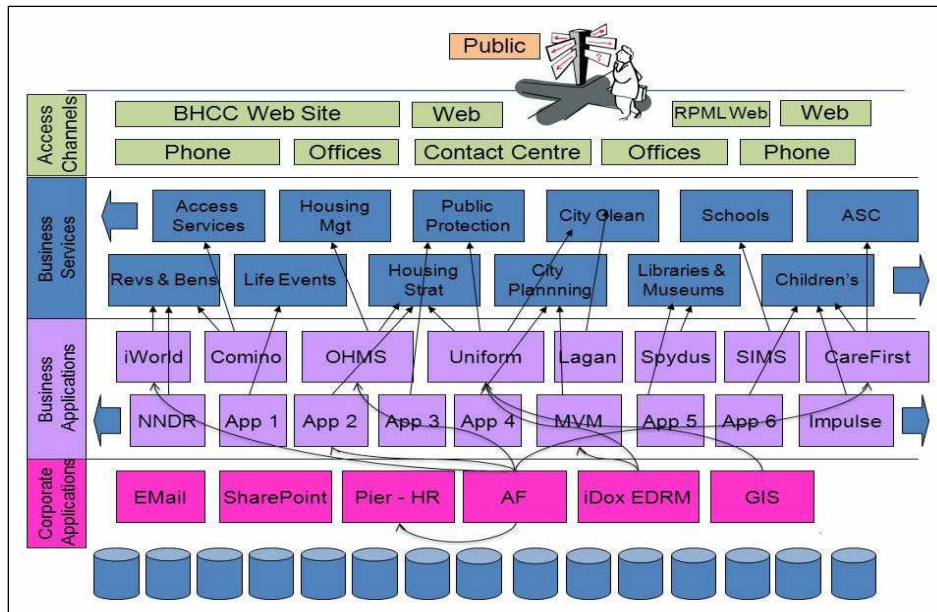 Public
Access
Channels
BHCC Web Site
Web
RPML Web
Web
Phone
Offices
Contact Centre
Offices
Phone
Business
Services
Access
Services
Housing
Mgt
Public
Protection
City Clean
Schools
ASC
Revs & Bens
Life Events
Housing
Strat
City
Plannning
Libraries &
Museums
Children's
Business
Applications
iWorld
Comino
OHMS
Uniform
Lagan
Spydus
SIMS
CareFirst
NNDR
App 1
App 2
App 3
App 4
MVM
App 5
App 6
Impulse
Corporate
Applications
EMail
SharePoint
Pier - HR
AF
iDox EDRM
GIS